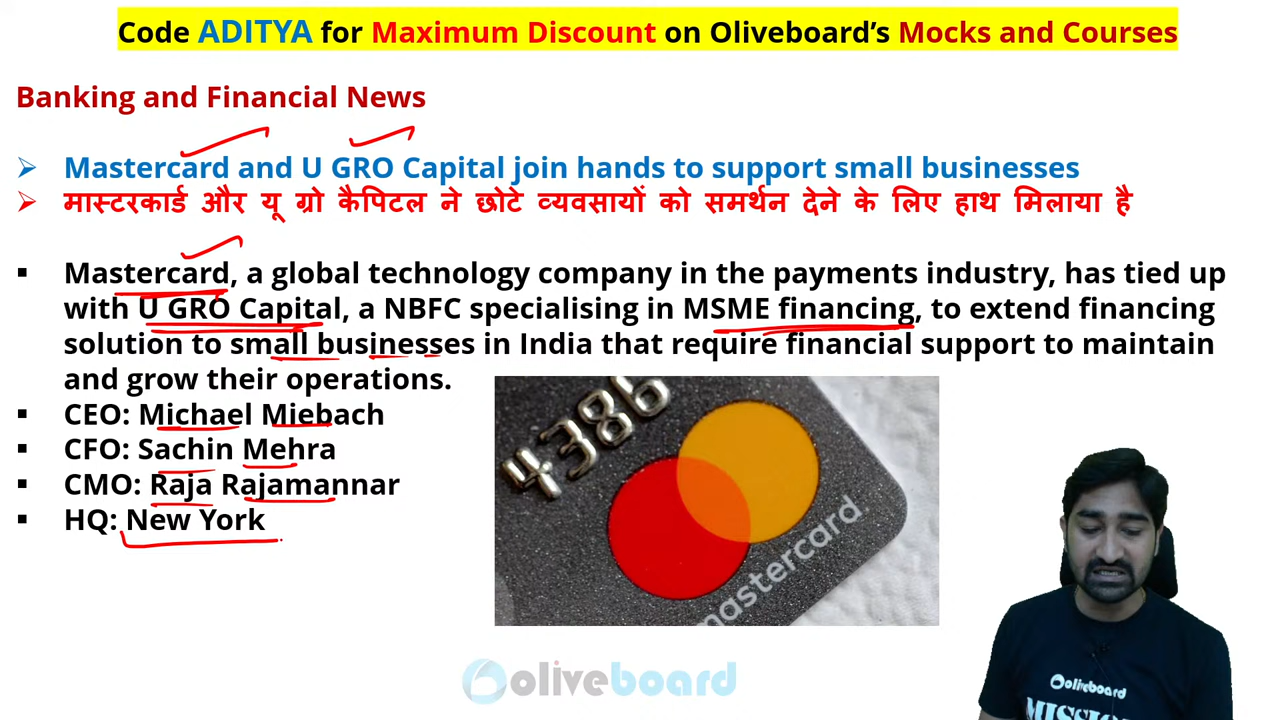 Code ADITYA for Maximum Discount on Oliveboard’s Mocks and Courses
Banking and Financial News
Mastercard and U GRO Capital join hands to support small businesses
मास्टरकार्ड और यू ग्रो कैपिटल ने छोटे व्यवसायों को समर्थन देने के लिए हाथ मिलाया है
Mastercard, a global technology company in the payments industry, has tied up
with U GRO Capital, a NBFC specialising in MSME financing, to extend financing
solution to small businesses in India that require financial support to maintain
and grow their operations.
CEO: Michael Miebach
CFO: Sachin Mehra
CMO: Raja Rajamannar
HQ: New York
4386
mastercard
oliveboard
oliveboard
MISSION